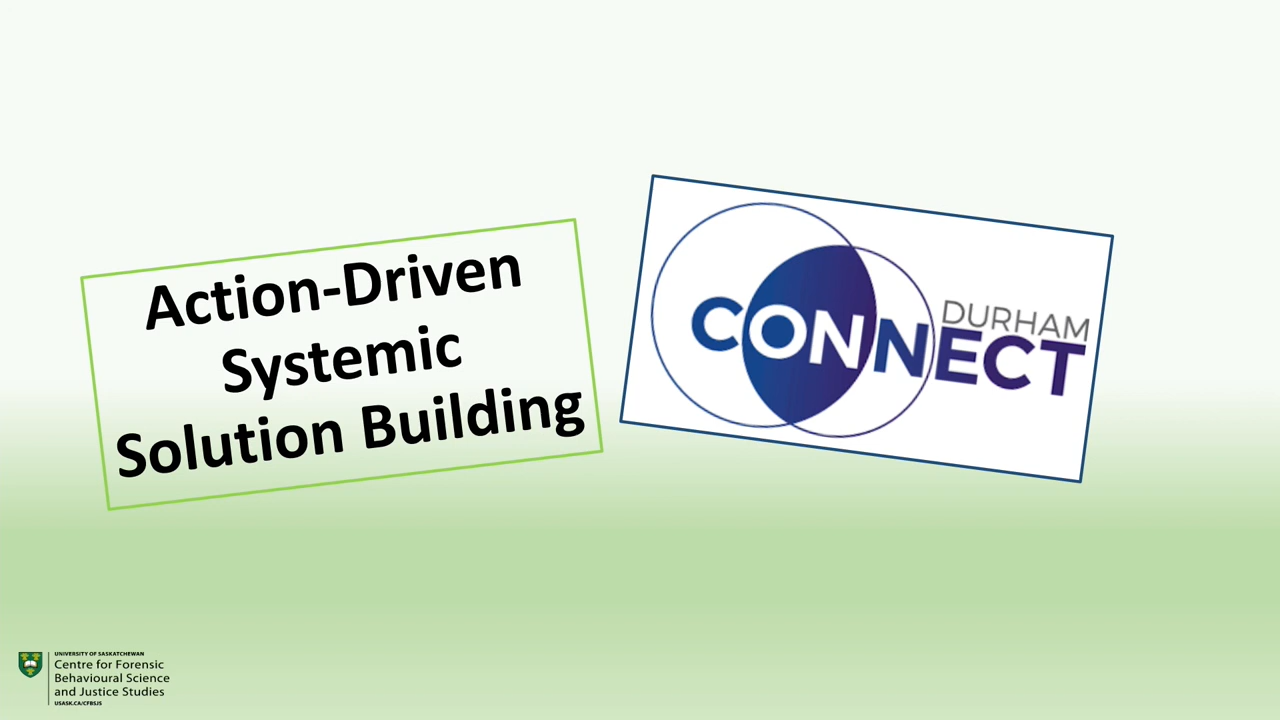 Action-Driven
Systemic
Solution Building
DURHAM
CONNECT
UNIVERSITY OF SASKATCHEWAN
Centre for Forensic
Behavioural Science
and Justice Studies
USASK.CA/CFBSJS